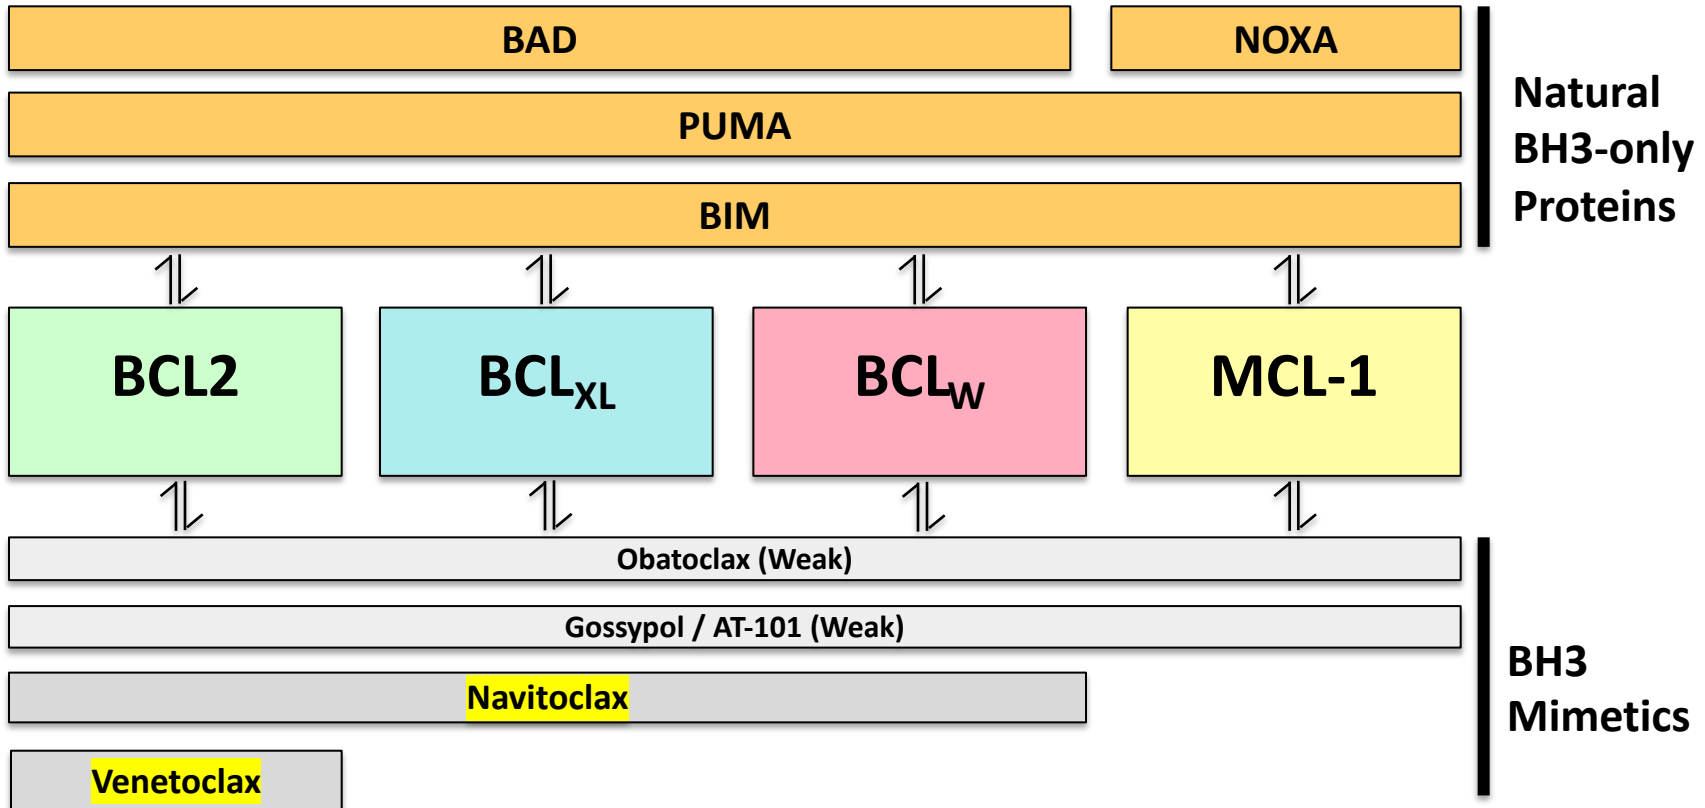 BAD
NOXA
PUMA
BIM
Natural
BH3-only
Proteins
BCL2
BCLXL
BCLW
MCL-1
Obatoclax (Weak)
Gossypol / AT-101 (Weak)
Navitoclax
Venetoclax
BH3
Mimetics